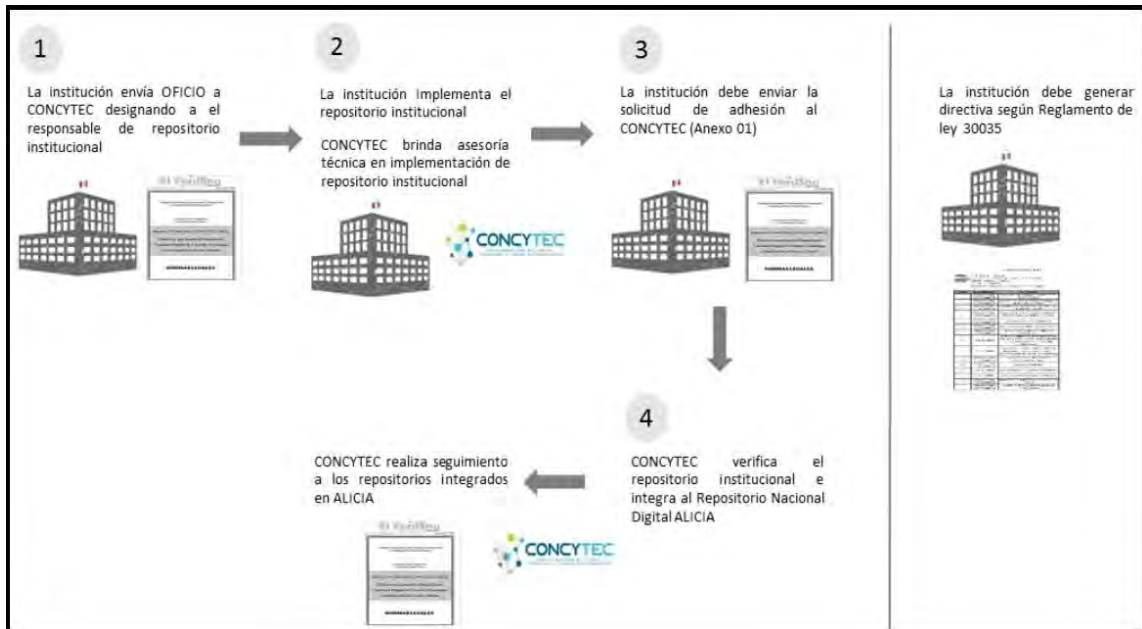 1
La institución envía OFICIO a
CONCYTEC designando a el
responsable de repositorio
institucional
2
La institución Implementa el
repositorio institucional
CONCYTEC brinda asesoría
técnica en implementación de
repositorio institucional
CONCYTEC
3
La institución debe enviar la
solicitud de adhesión al
CONCYTEC (Anexo 01)
La institución debe generar
directiva según Reglamento de
ley 30035
4
CONCYTEC verifica el
repositorio institucional e
integra al Repositorio Nacional
Digital ALICIA
CONCYTEC realiza seguimiento
a los repositorios integrados
en ALICIA
CONCYTEC